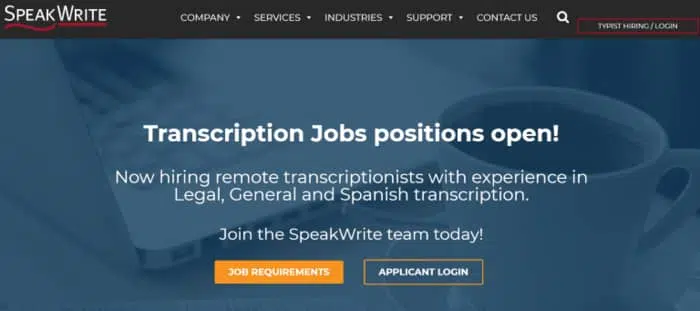 SPEAKWRITE
COMPANY
SERVICES
INDUSTRIES
SUPPORT
CONTACT US
TYPIST HIRING / LOGIN
Transcription Jobs positions open!
Now hiring remote transcriptionists with experience in
Legal, General and Spanish transcription.
Join the SpeakWrite team today!
JOB REQUIREMENTS
APPLICANT LOGIN